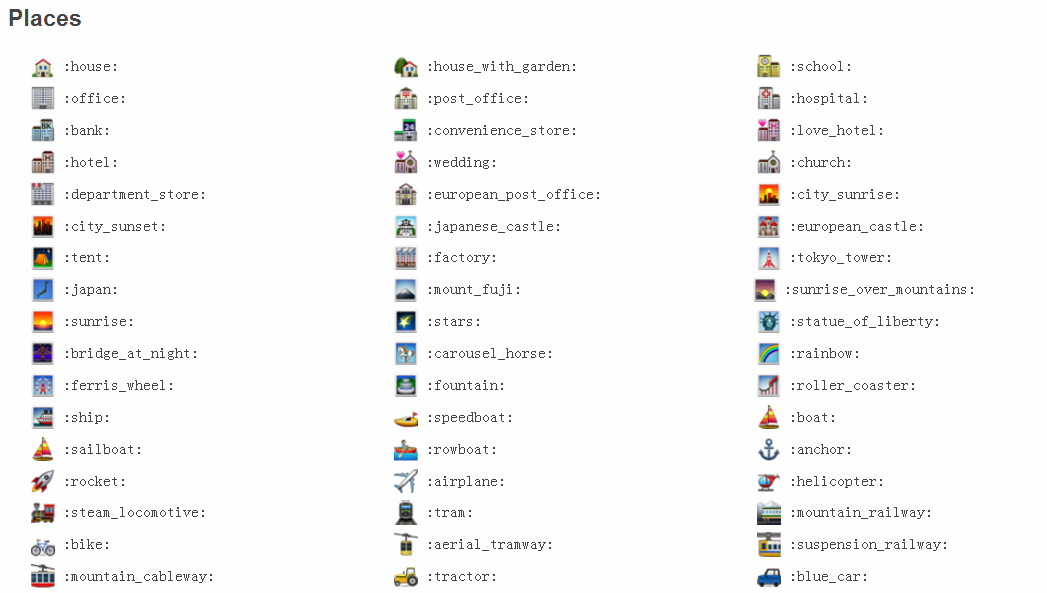 Places
:house: :house_with_garden: :school:
:office: :post_office: :hospital:
:bank: :convenience_store: :love_hotel:
:hotel: :wedding: :church:
:department_store: :european_post_office: :city_sunrise:
:city_sunset: :japanese_castle: :european_castle:
:tent: :factory: :tokyo_tower:
:japan: :mount_fuji: :sunrise_over_mountains:
:sunrise: :stars: :statue_of_liberty:
:bridge_at_night: :carousel_horse: :rainbow:
:ferris_wheel: :fountain: :roller_coaster:
:ship: :speedboat: :boat:
:sailboat: :rowboat: :anchor:
:rocket: :airplane: :helicopter:
:steam_locomotive: :tram: :mountain_railway:
:bike: :aerial_tramway: :suspension_railway:
:mountain_cableway: :tractor: :blue_car: